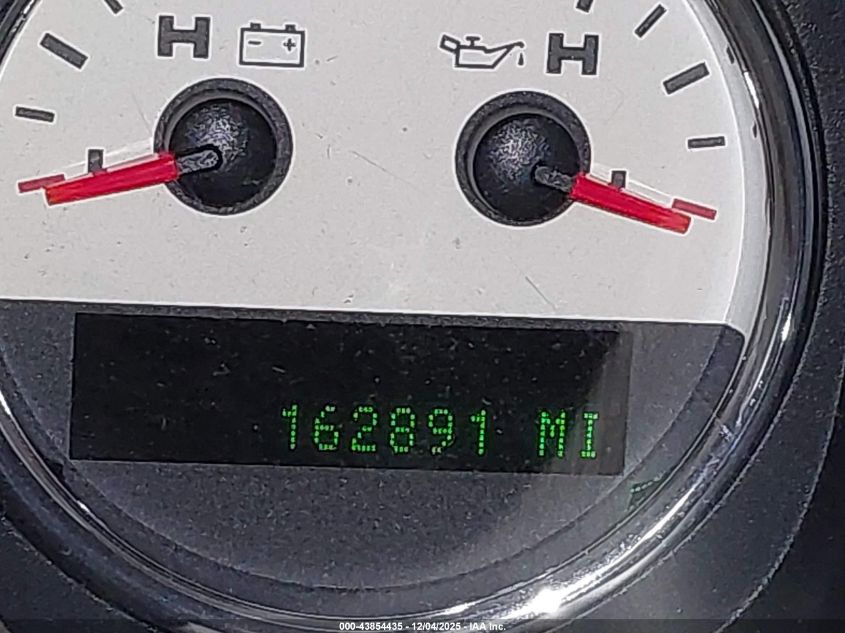 H H
L L
162891 MI
000-43854435 - 12/04/2025 - IAA Inc.